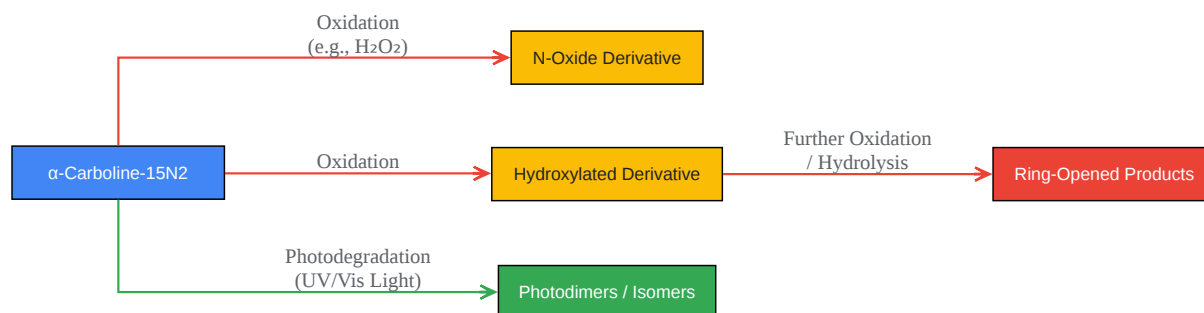 Oxidation
(e.g., H₂O₂)
N-Oxide Derivative
α-Carboline-15N2
Oxidation
Hydroxylated Derivative
Further Oxidation
/ Hydrolysis
Ring-Opened Products
Photodegradation
(UV/Vis Light)
Photodimers / Isomers